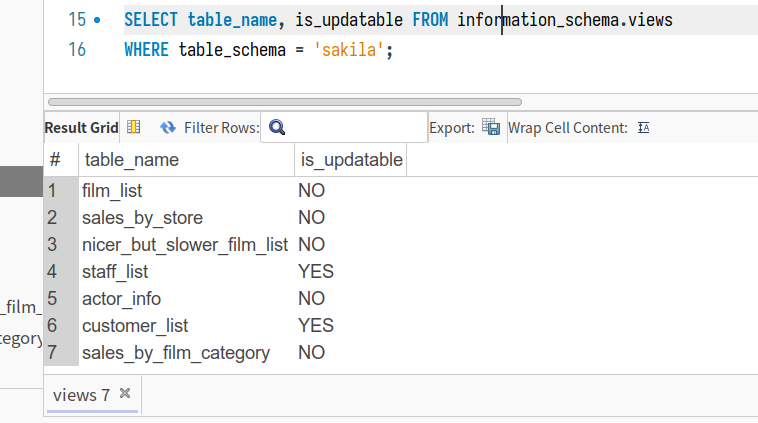 15 SELECT table_name, is_updatable FROM information_schema.views
16 WHERE table_schema = 'sakila';
Result Grid Filter Rows: Export: Wrap Cell Content:
# table_name is_updatable
1 film_list NO
2 sales_by_store NO
3 nicer_but_slower_film_list NO
4 staff_list YES
5 actor_info NO
6 customer_list YES
7 sales_by_film_category NO
_film_
tegory
views 7